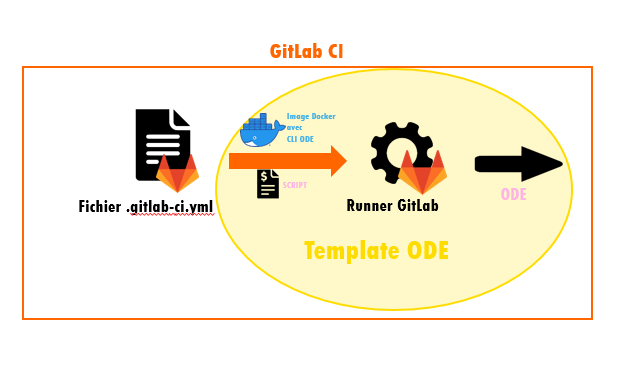 GitLab CI
Image Docker
avec
CLI ODE
$
SCRIPT
Fichier .gitlab-ci.yml
Runner GitLab
ODE
Template ODE